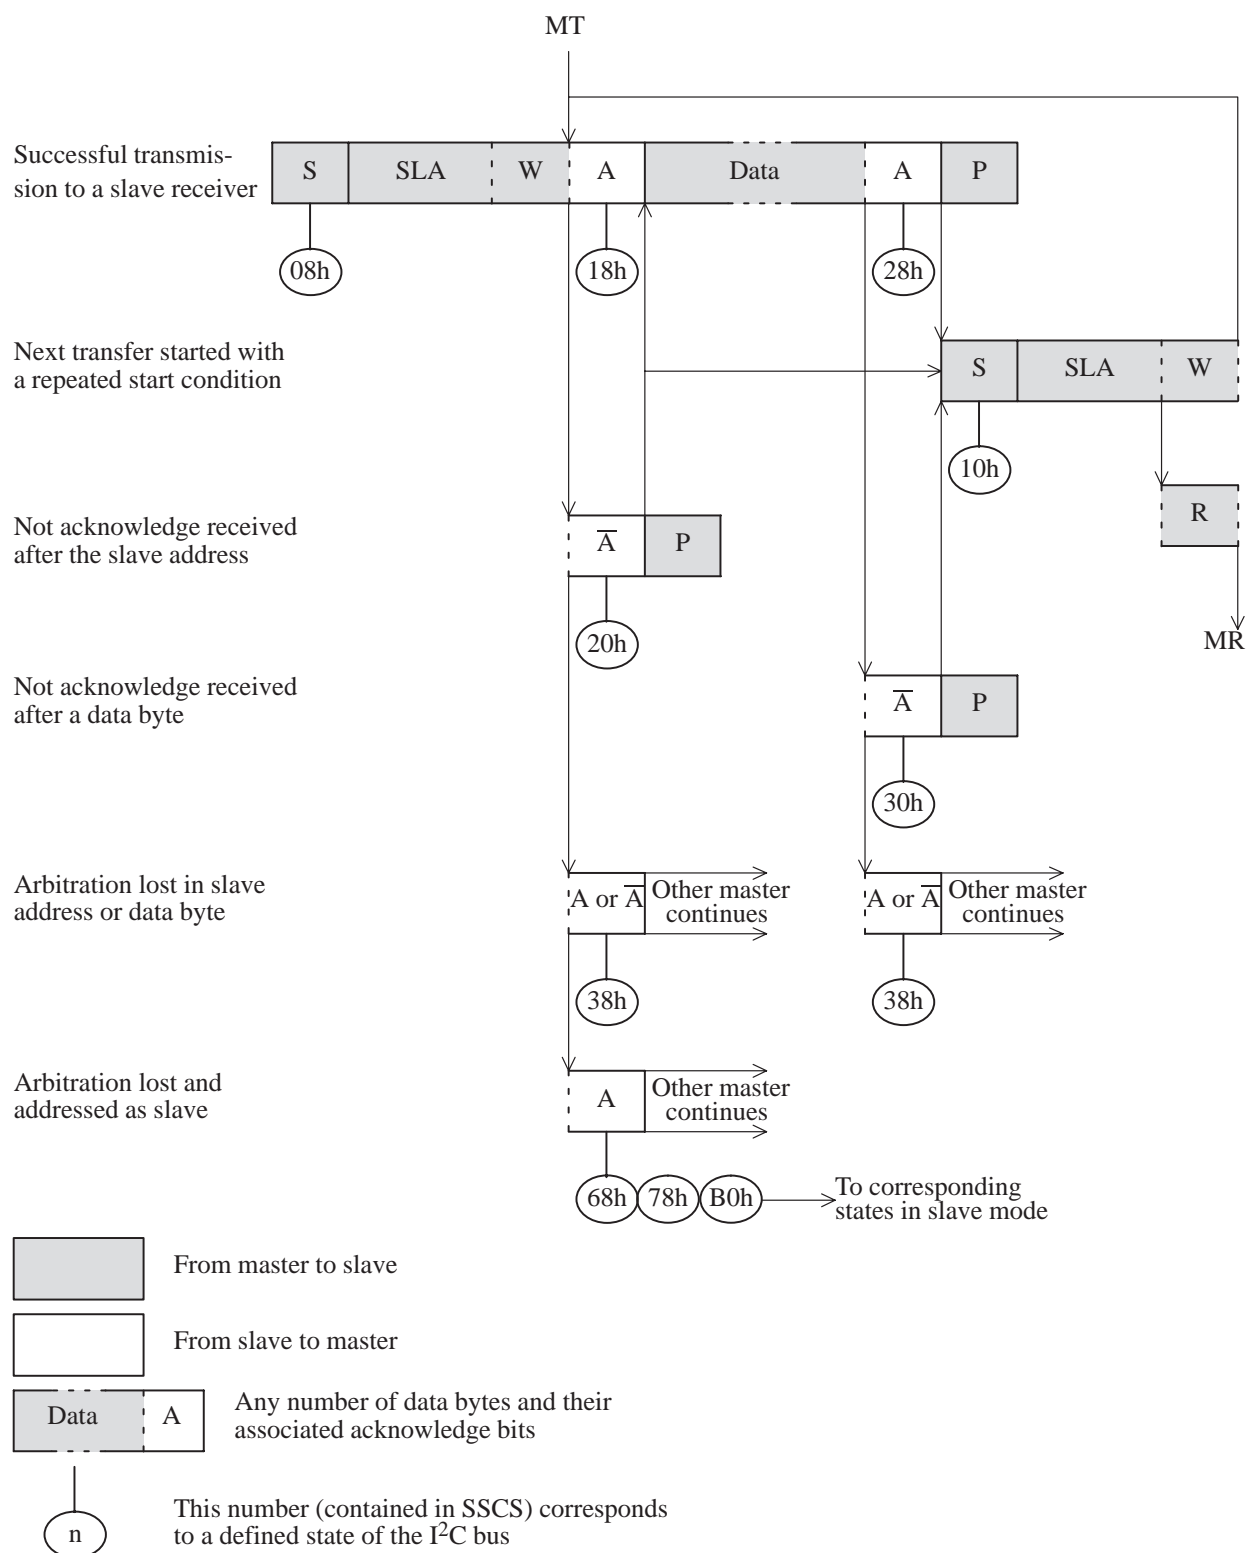 MT
Successful transmis-
sion to a slave receiver
S SLA W A Data A P
08h 18h 28h
Next transfer started with
a repeated start condition
S SLA W
10h
Not acknowledge received
after the slave address
A̅ P
R
20h
MR
Not acknowledge received
after a data byte
A̅ P
30h
Arbitration lost in slave
address or data byte
A or A̅ Other master
continues
A or A̅ Other master
continues
38h 38h
Arbitration lost and
addressed as slave
A Other master
continues
68h 78h B0h To corresponding
states in slave mode
From master to slave
From slave to master
Data A Any number of data bytes and their
associated acknowledge bits
n This number (contained in SSCS) corresponds
to a defined state of the I²C bus